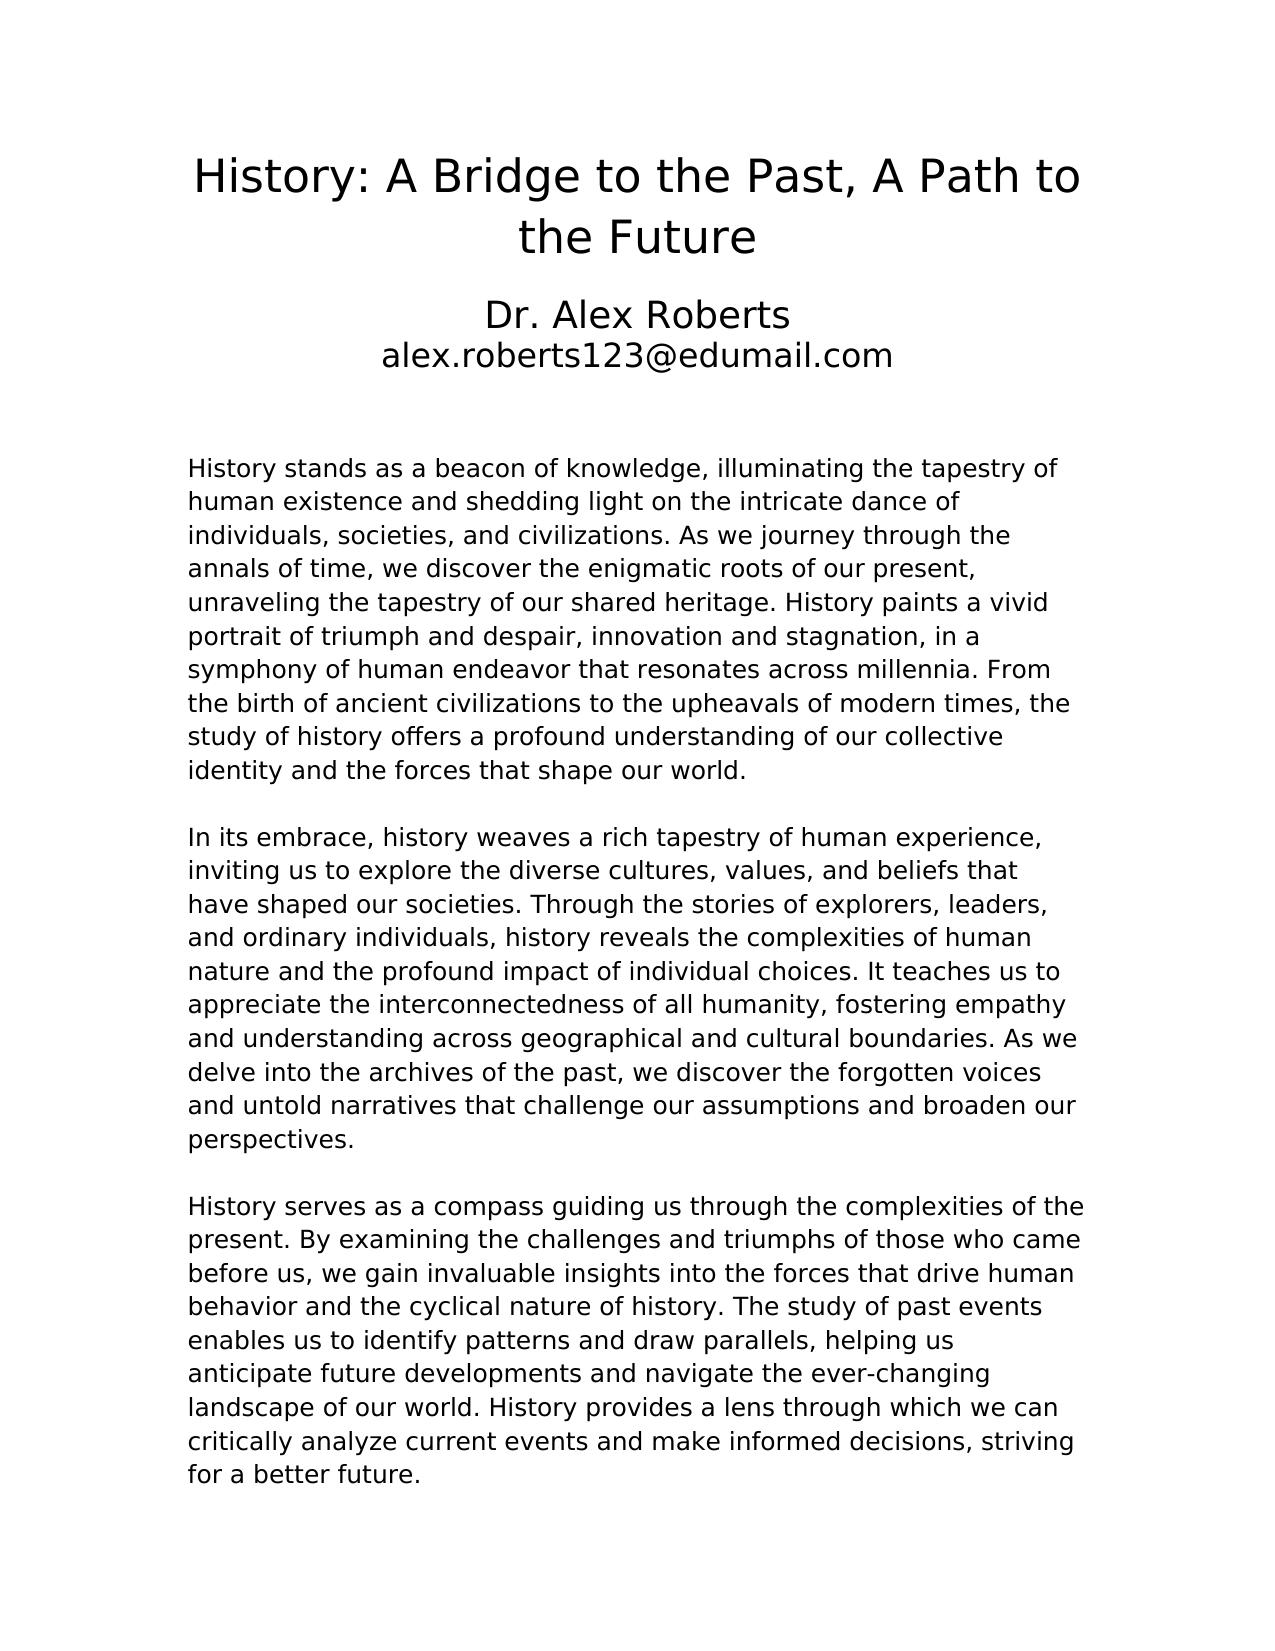 History: A Bridge to the Past, A Path to
the Future
Dr. Alex Roberts
alex.roberts123@edumail.com
History stands as a beacon of knowledge, illuminating the tapestry of
human existence and shedding light on the intricate dance of
individuals, societies, and civilizations. As we journey through the
annals of time, we discover the enigmatic roots of our present,
unraveling the tapestry of our shared heritage. History paints a vivid
portrait of triumph and despair, innovation and stagnation, in a
symphony of human endeavor that resonates across millennia. From
the birth of ancient civilizations to the upheavals of modern times, the
study of history offers a profound understanding of our collective
identity and the forces that shape our world.
In its embrace, history weaves a rich tapestry of human experience,
inviting us to explore the diverse cultures, values, and beliefs that
have shaped our societies. Through the stories of explorers, leaders,
and ordinary individuals, history reveals the complexities of human
nature and the profound impact of individual choices. It teaches us to
appreciate the interconnectedness of all humanity, fostering empathy
and understanding across geographical and cultural boundaries. As we
delve into the archives of the past, we discover the forgotten voices
and untold narratives that challenge our assumptions and broaden our
perspectives.
History serves as a compass guiding us through the complexities of the
present. By examining the challenges and triumphs of those who came
before us, we gain invaluable insights into the forces that drive human
behavior and the cyclical nature of history. The study of past events
enables us to identify patterns and draw parallels, helping us
anticipate future developments and navigate the ever-changing
landscape of our world. History provides a lens through which we can
critically analyze current events and make informed decisions, striving
for a better future.